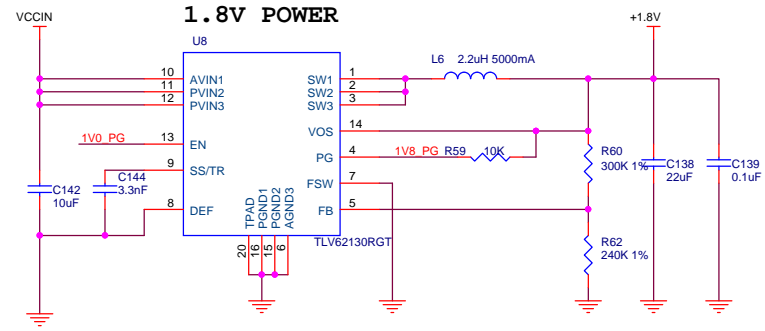 1.8V POWER
VCCIN
+1.8V
U8
L6 2.2uH 5000mA
10 AVIN1
11 PVIN2
12 PVIN3
13 EN
1V0_PG
9 SS/TR
8 DEF
SW1 1
SW2 2
SW3 3
VOS 14
PG 4
1V8_PG R59 10K
FSW 7
FB 5
TPAD 20
PGND1 16
PGND2 15
AGND3 6
TLV62130RGT
C142
10uF
C144
3.3nF
R60
300K 1%
R62
240K 1%
C138
22uF
C139
0.1uF